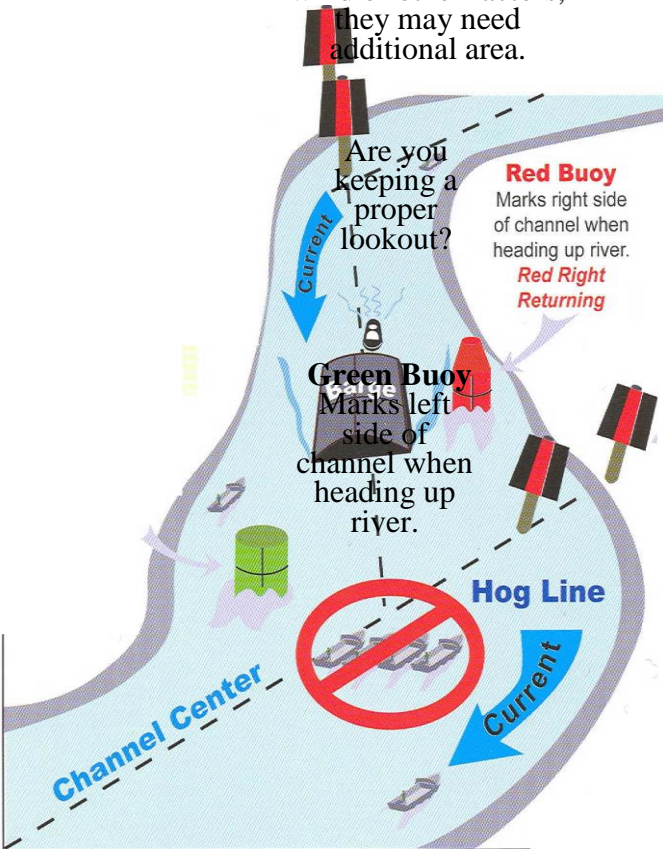 they may need
additional area.
Are you
keeping a
proper
lookout?
Red Buoy
Marks right side
of channel when
heading up river.
Red Right
Returning
Current
Barge
Green Buoy
Marks left
side of
channel when
heading up
river.
Hog Line
Current
Channel Center